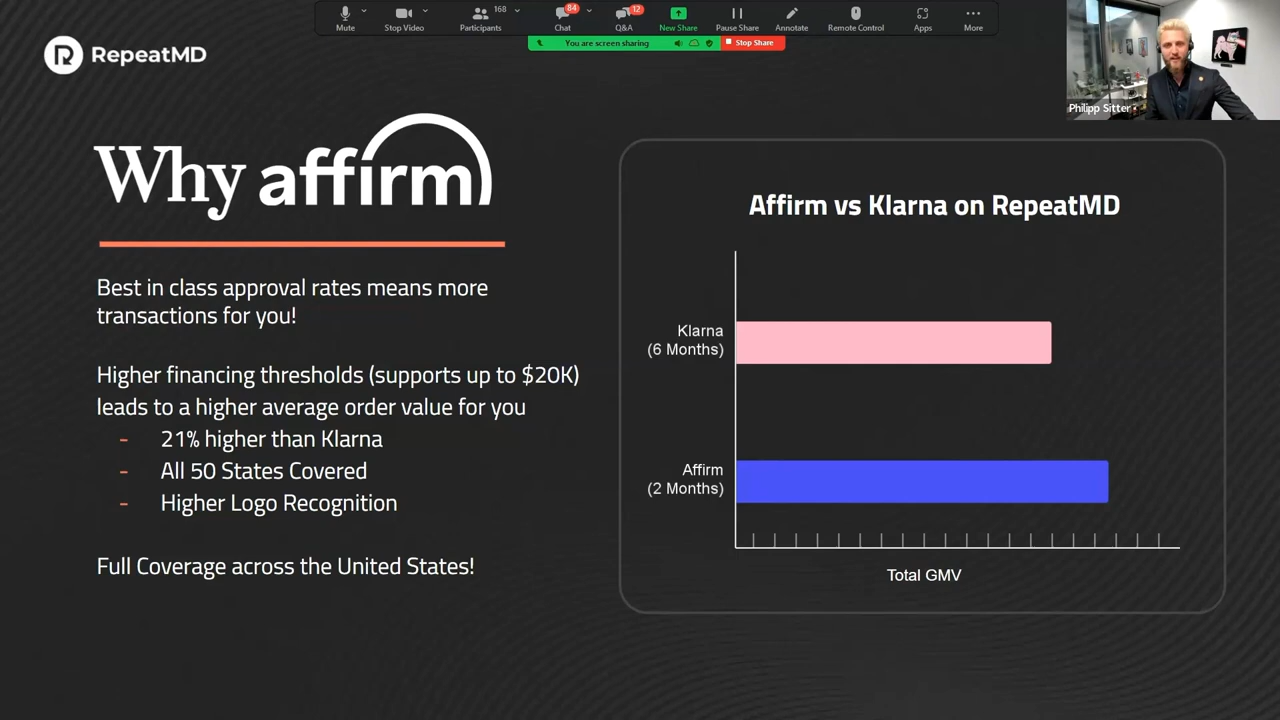 168
84
12
Mute
Stop Video
Participants
Chat
Q&A
New Share
Pause Share
Annotate
Remote Control
Apps
More
You are screen sharing
Stop Share
RepeatMD
Philipp Sitter
Why affirm
Best in class approval rates means more
transactions for you!
Higher financing thresholds (supports up to $20K)
leads to a higher average order value for you
- 21% higher than Klarna
- All 50 States Covered
- Higher Logo Recognition
Full Coverage across the United States!
Affirm vs Klarna on RepeatMD
Klarna
(6 Months)
Affirm
(2 Months)
Total GMV